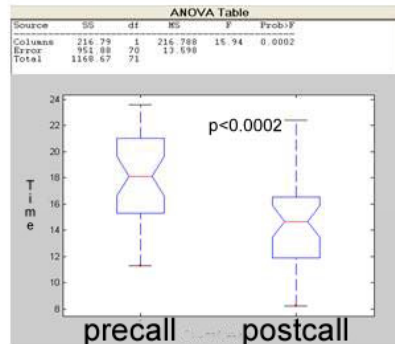 ANOVA Table
Source SS df MS F Prob>F
Columns 216.79 1 216.788 15.94 0.0002
Error 951.88 70 13.598
Total 1168.67 71
24
22
20
18
16
14
12
10
8
Time
p<0.0002
precall postcall